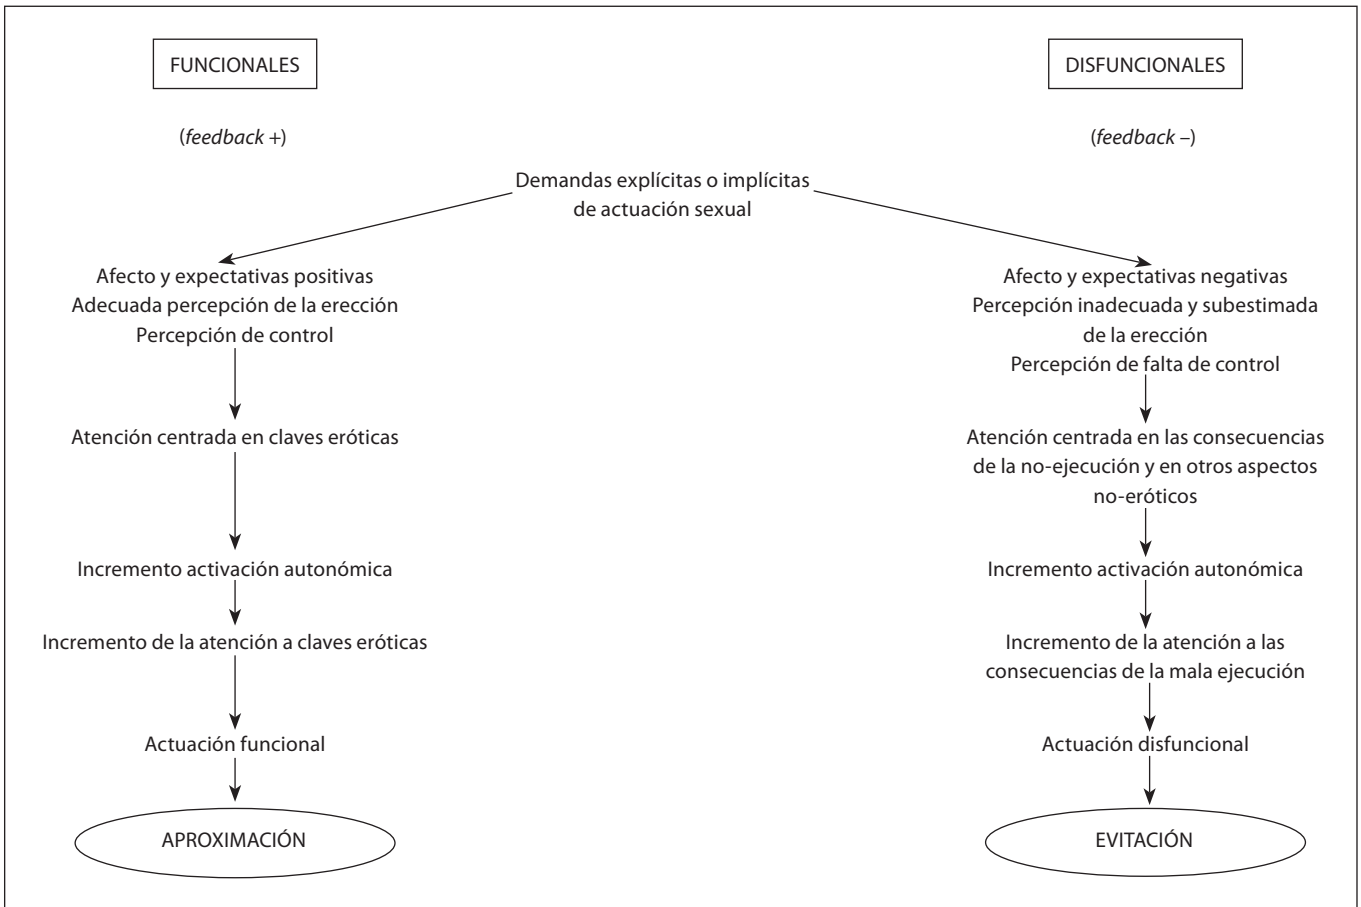 FUNCIONALES
DISFUNCIONALES
(feedback +)
(feedback –)
Demandas explícitas o implícitas
de actuación sexual
Afecto y expectativas positivas
Adecuada percepción de la erección
Percepción de control
Atención centrada en claves eróticas
Incremento activación autonómica
Incremento de la atención a claves eróticas
Actuación funcional
APROXIMACIÓN
Afecto y expectativas negativas
Percepción inadecuada y subestimada
de la erección
Percepción de falta de control
Atención centrada en las consecuencias
de la no-ejecución y en otros aspectos
no-eróticos
Incremento activación autonómica
Incremento de la atención a las
consecuencias de la mala ejecución
Actuación disfuncional
EVITACIÓN